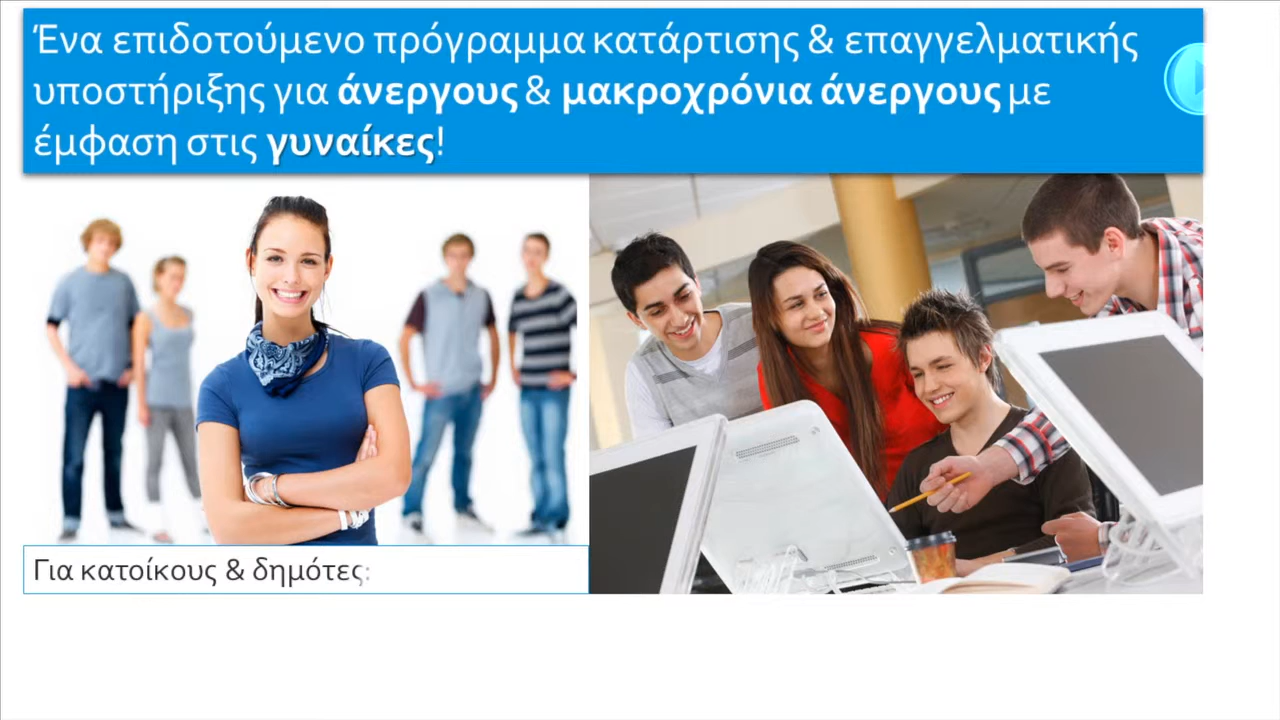 Ένα επιδοτούμενο πρόγραμμα κατάρτισης & επαγγελματικής
υποστήριξης για άνεργους & μακροχρόνια άνεργους με
έμφαση στις γυναίκες!
Για κατοίκους & δημότες: